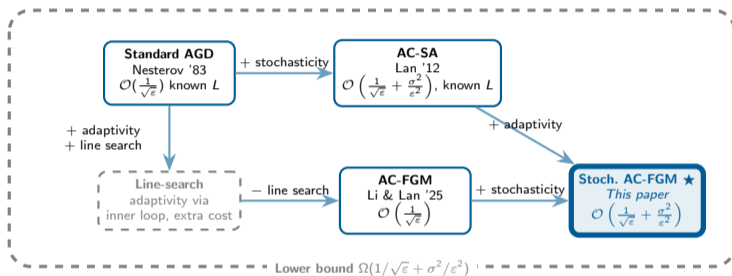 Standard AGD
Nesterov '83
𝒪(1/√ε) known L
+ stochasticity
AC-SA
Lan '12
𝒪(1/√ε + σ²/ε²), known L
+ adaptivity
+ line search
+ adaptivity
Line-search
adaptivity via
inner loop, extra cost
− line search
AC-FGM
Li & Lan '25
𝒪(1/√ε)
+ stochasticity
Stoch. AC-FGM ★
This paper
𝒪(1/√ε + σ²/ε²)
Lower bound Ω(1/√ε + σ²/ε²)